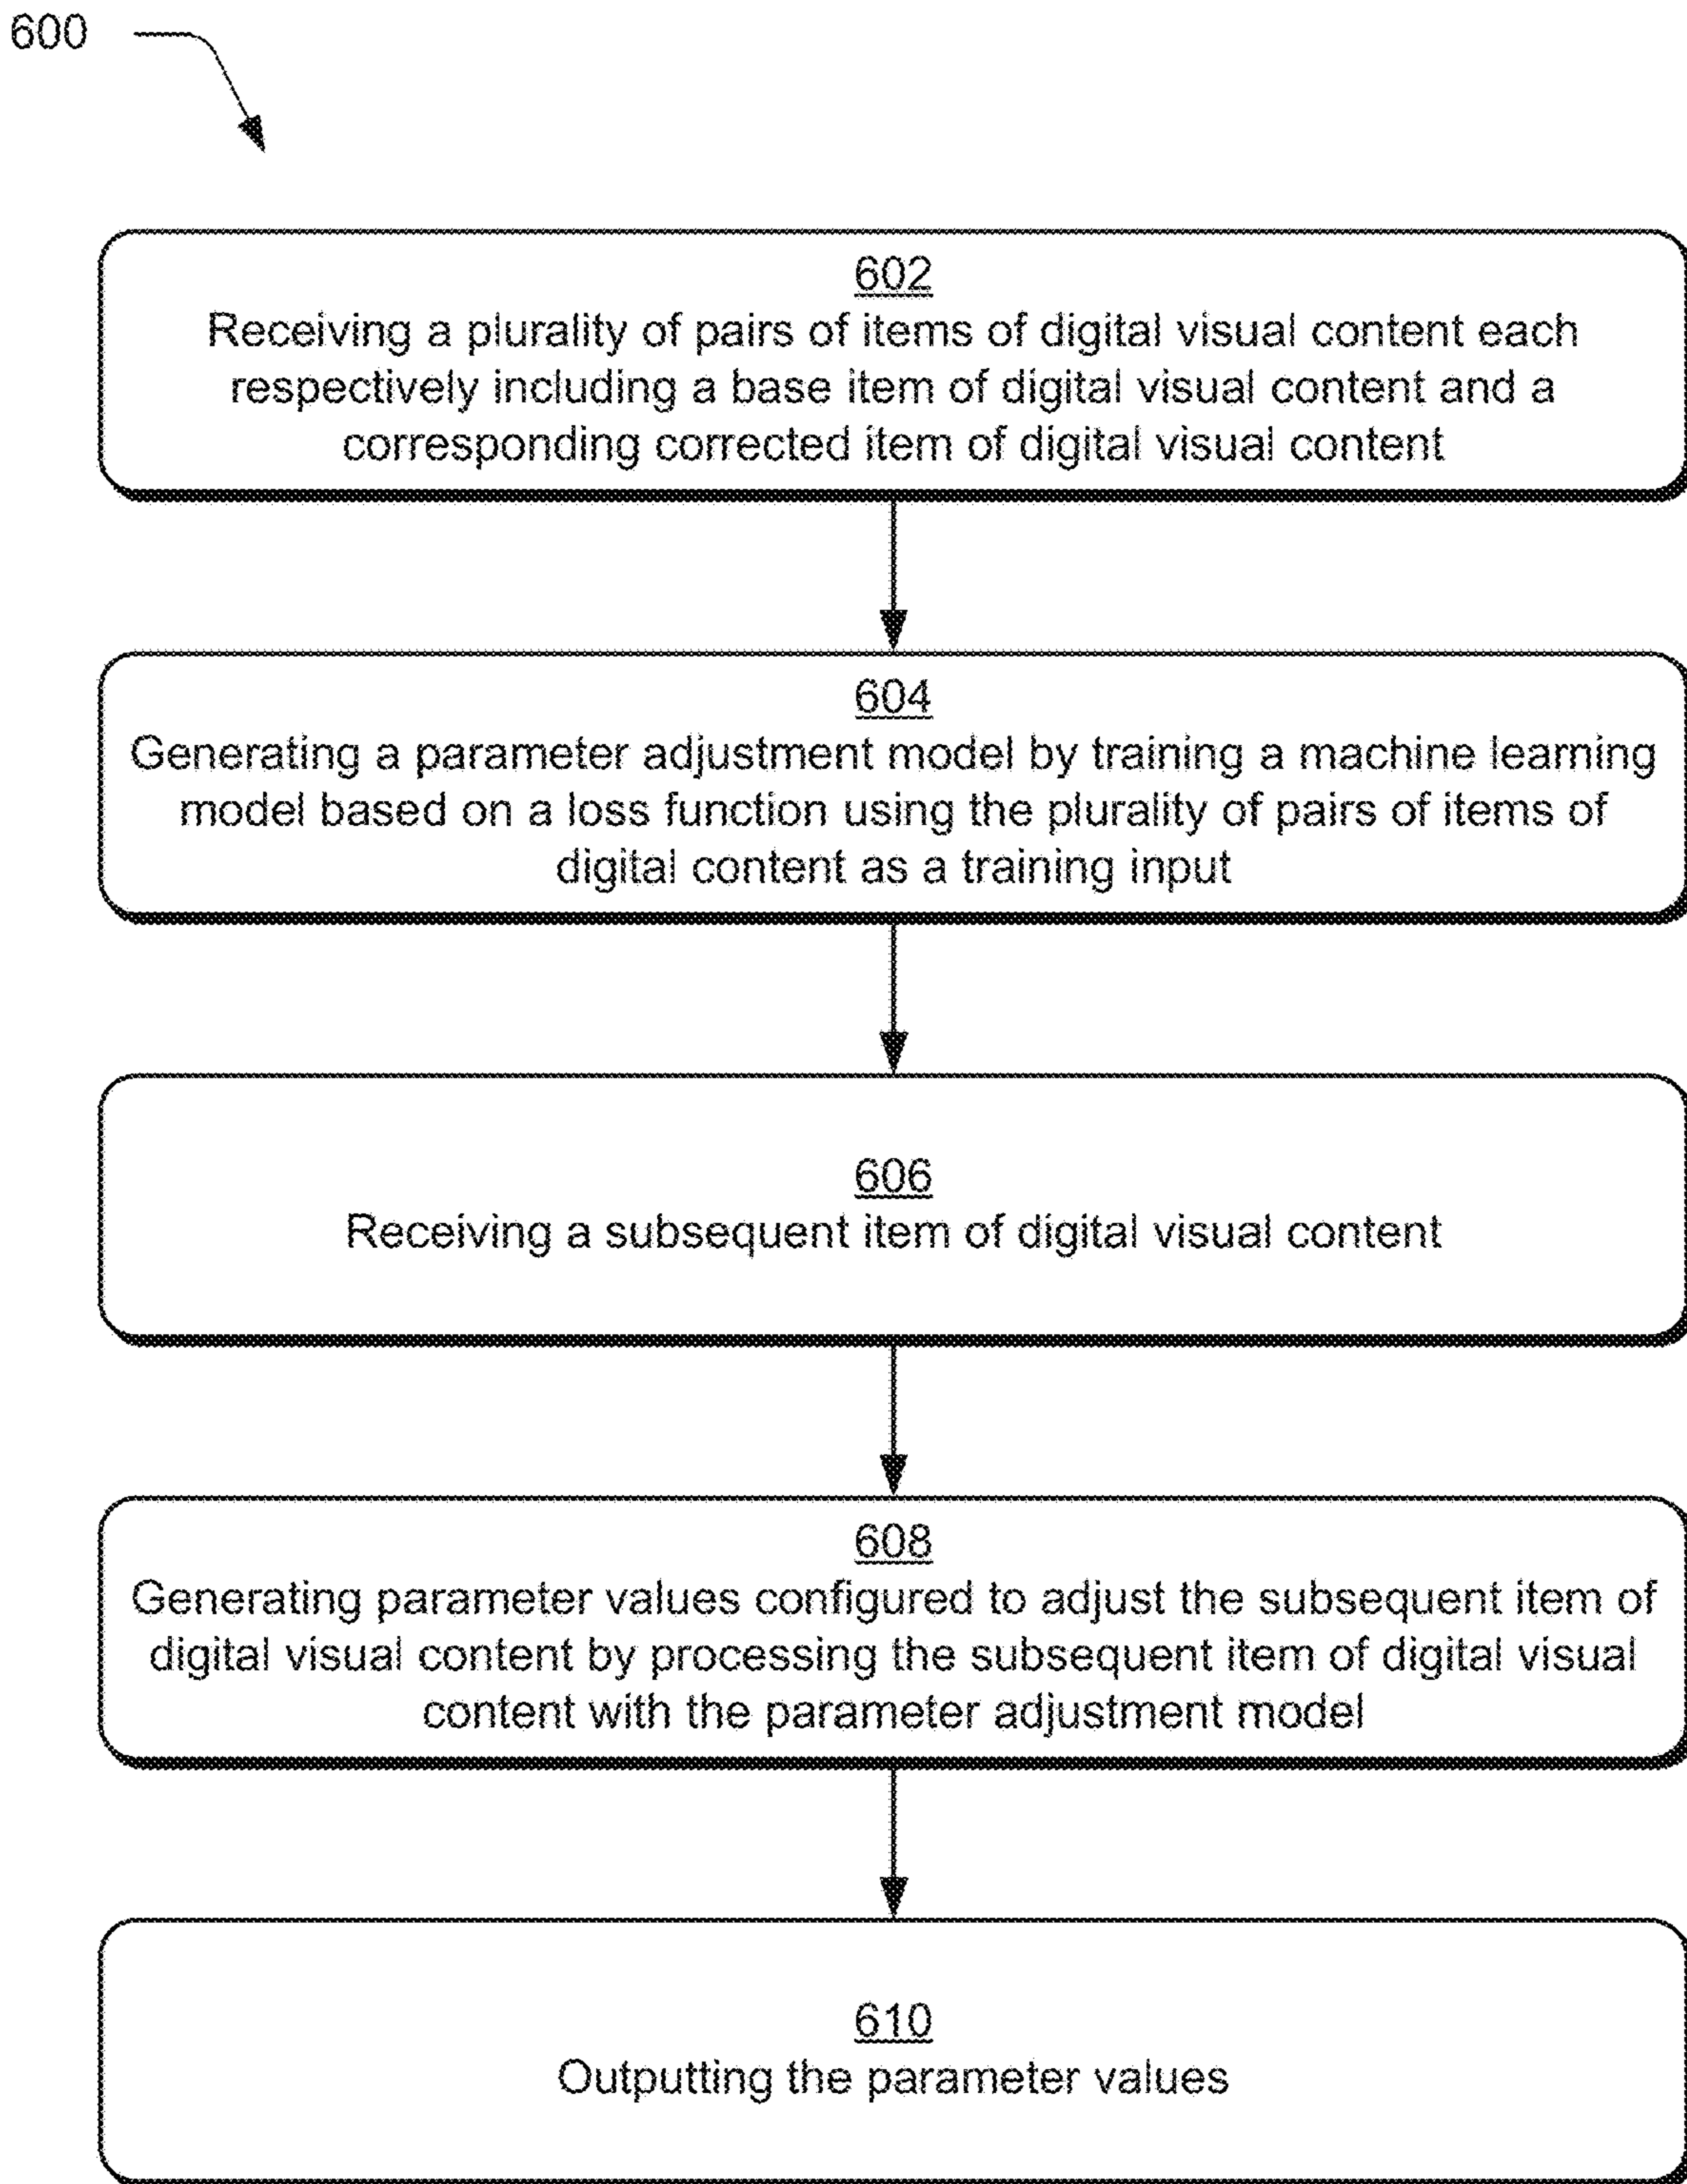 600
602
Receiving a plurality of pairs of items of digital visual content each
respectively including a base item of digital visual content and a
corresponding corrected item of digital visual content
604
Generating a parameter adjustment model by training a machine learning
model based on a loss function using the plurality of pairs of items of
digital content as a training input
606
Receiving a subsequent item of digital visual content
608
Generating parameter values configured to adjust the subsequent item of
digital visual content by processing the subsequent item of digital visual
content with the parameter adjustment model
610
Outputting the parameter values